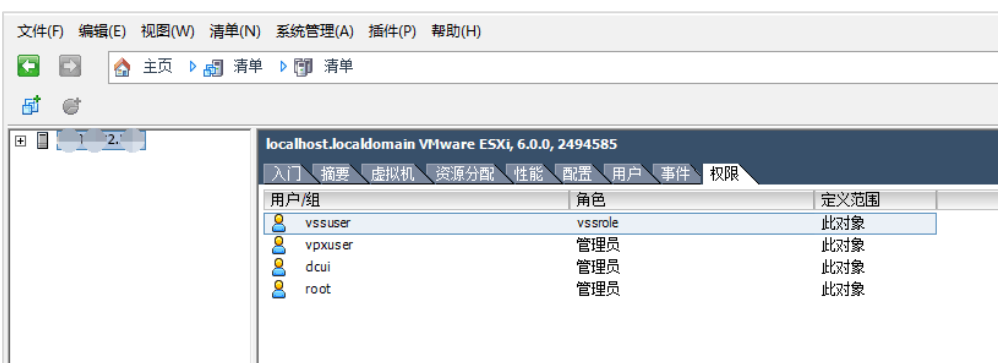 文件(F) 编辑(E) 视图(W) 清单(N) 系统管理(A) 插件(P) 帮助(H)
主页 清单 清单
localhost.localdomain VMware ESXi, 6.0.0, 2494585
入门 摘要 虚拟机 资源分配 性能 配置 用户 事件 权限
用户/组 角色 定义范围
vssuser vssrole 此对象
vpxuser 管理员 此对象
dcui 管理员 此对象
root 管理员 此对象